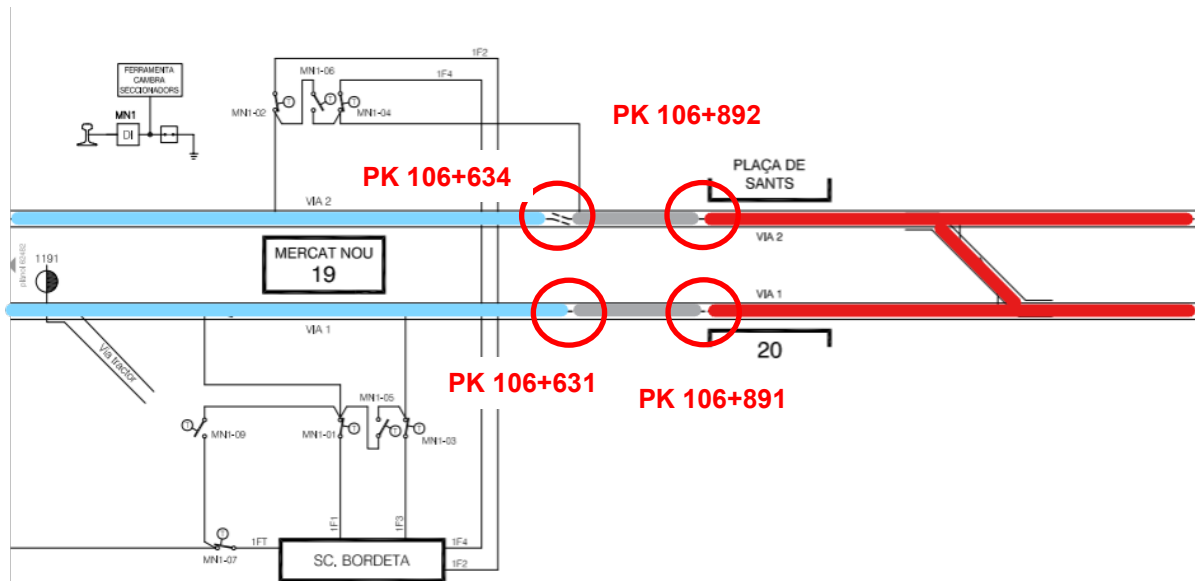 1F2
FERRAMENTA
CAMBRA
SECCIONADORS
MN1-06
1F4
MN1
DI
T
T
T
MN1-02
MN1-04
PK 106+892
PLAÇA DE
SANTS
PK 106+634
VIA 2
VIA 2
MERCAT NOU
19
1191
plànol 62462
VIA 1
VIA 1
20
Via tractor
PK 106+631
PK 106+891
MN1-05
T
MN1-09
MN1-01
T
T
T
MN1-03
1F1
1F3
T
1FT
1F4
MN1-07
SC. BORDETA
1F2